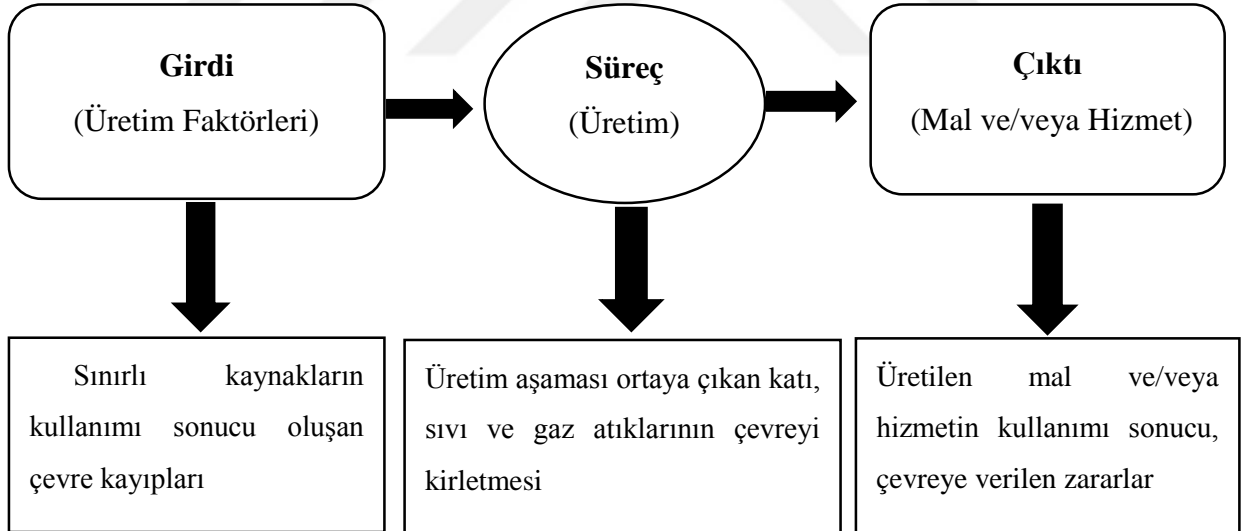 Girdi
(Üretim Faktörleri)
Süreç
(Üretim)
Çıktı
(Mal ve/veya Hizmet)
Sınırlı kaynakların
kullanımı sonucu oluşan
çevre kayıpları
Üretim aşaması ortaya çıkan katı,
sıvı ve gaz atıklarının çevreyi
kirletmesi
Üretilen mal ve/veya
hizmetin kullanımı sonucu,
çevreye verilen zararlar